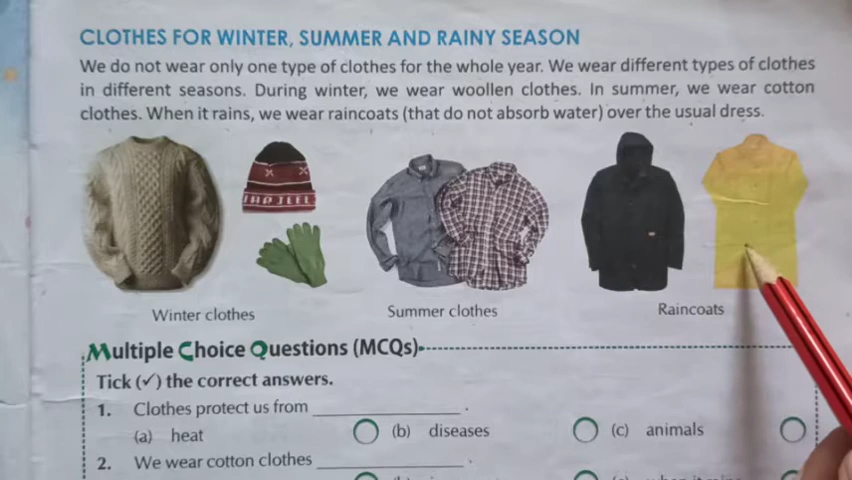 CLOTHES FOR WINTER, SUMMER AND RAINY SEASON
We do not wear only one type of clothes for the whole year. We wear different types of clothes
in different seasons. During winter, we wear woollen clothes. In summer, we wear cotton
clothes. When it rains, we wear raincoats (that do not absorb water) over the usual dress.
Winter clothes Summer clothes Raincoats
Multiple Choice Questions (MCQs)
Tick (✓) the correct answers.
1. Clothes protect us from ____________.
(a) heat (b) diseases (c) animals
2. We wear cotton clothes ____________.